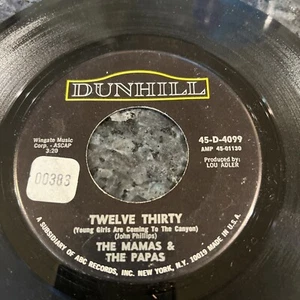 DUNHILL
Wingate Music
Corp. - ASCAP
3:20
45-D-4099
AMP 45-01120
Produced by:
LOU ADLER
00383
TWELVE THIRTY
(Young Girls Are Coming To The Canyon)
(John Phillips)
THE MAMAS &
THE PAPAS
A SUBSIDIARY OF ABC RECORDS, INC. NEW YORK, N.Y. 10019 MADE IN U.S.A.